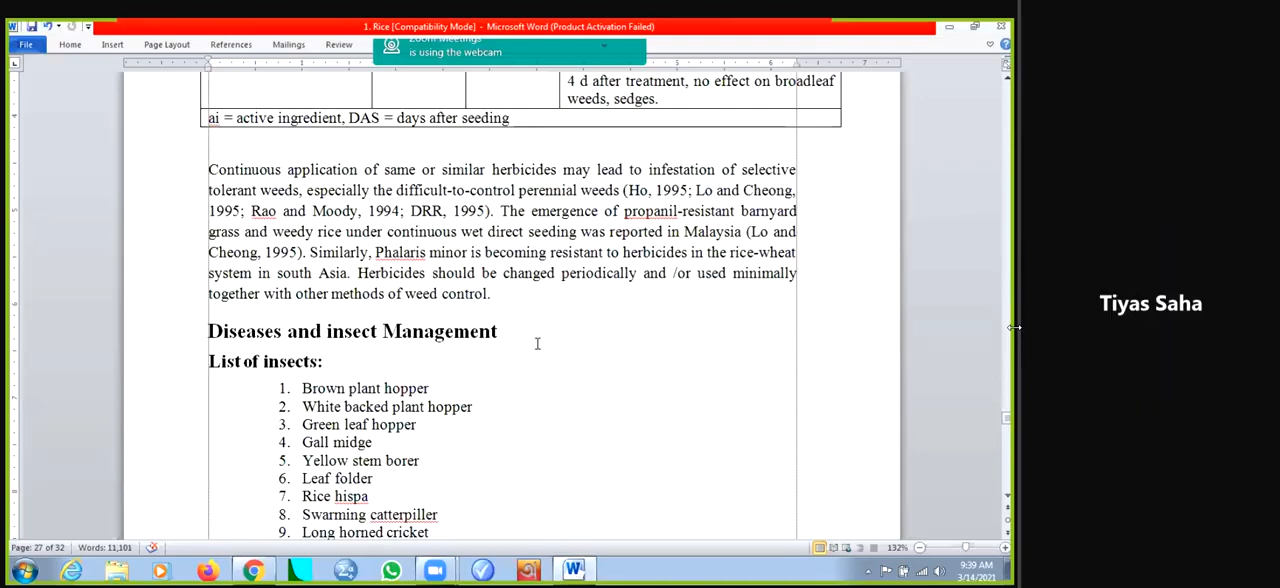 1. Rice [Compatibility Mode] - Microsoft Word (Product Activation Failed)
File Home Insert Page Layout References Mailings Review
is using the webcam
4 d after treatment, no effect on broadleaf
weeds, sedges.
ai = active ingredient, DAS = days after seeding
Continuous application of same or similar herbicides may lead to infestation of selective
tolerant weeds, especially the difficult-to-control perennial weeds (Ho, 1995; Lo and Cheong,
1995; Rao and Moody, 1994; DRR, 1995). The emergence of propanil-resistant barnyard
grass and weedy rice under continuous wet direct seeding was reported in Malaysia (Lo and
Cheong, 1995). Similarly, Phalaris minor is becoming resistant to herbicides in the rice-wheat
system in south Asia. Herbicides should be changed periodically and /or used minimally
together with other methods of weed control.
Diseases and insect Management
List of insects:
1. Brown plant hopper
2. White backed plant hopper
3. Green leaf hopper
4. Gall midge
5. Yellow stem borer
6. Leaf folder
7. Rice hispa
8. Swarming catterpiller
9. Long horned cricket
Tiyas Saha
Page: 27 of 32 Words: 11,101 132%
9:39 AM
3/14/2021